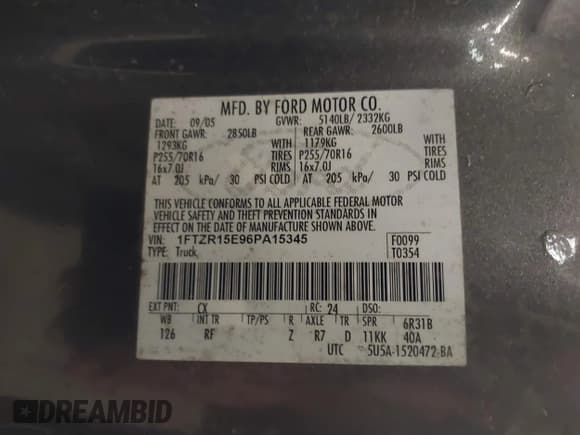 MFD. BY FORD MOTOR CO.
DATE: 09/05 GVWR: 5140LB/ 2332KG
FRONT GAWR: 2850LB REAR GAWR: 2600LB
1293KG WITH 1179KG WITH
P255/70R16 TIRES P255/70R16 TIRES
16x7.0J RIMS 16x7.0J RIMS
AT 205 kPa/ 30 PSI COLD AT 205 kPa/ 30 PSI COLD
THIS VEHICLE CONFORMS TO ALL APPLICABLE FEDERAL MOTOR
VEHICLE SAFETY AND THEFT PREVENTION STANDARDS IN
EFFECT ON THE DATE OF MANUFACTURE SHOWN ABOVE.
VIN: 1FTZR15E96PA15345 F0099
TYPE: Truck, T0354
EXT PNT: CX RC: 24 DSO:
WB INT TR TP/PS R AXLE TR SPR 6R31B
126 RF Z R7 D 11KK 40A
UTC 5U5A-1520472-BA
DREAMBID